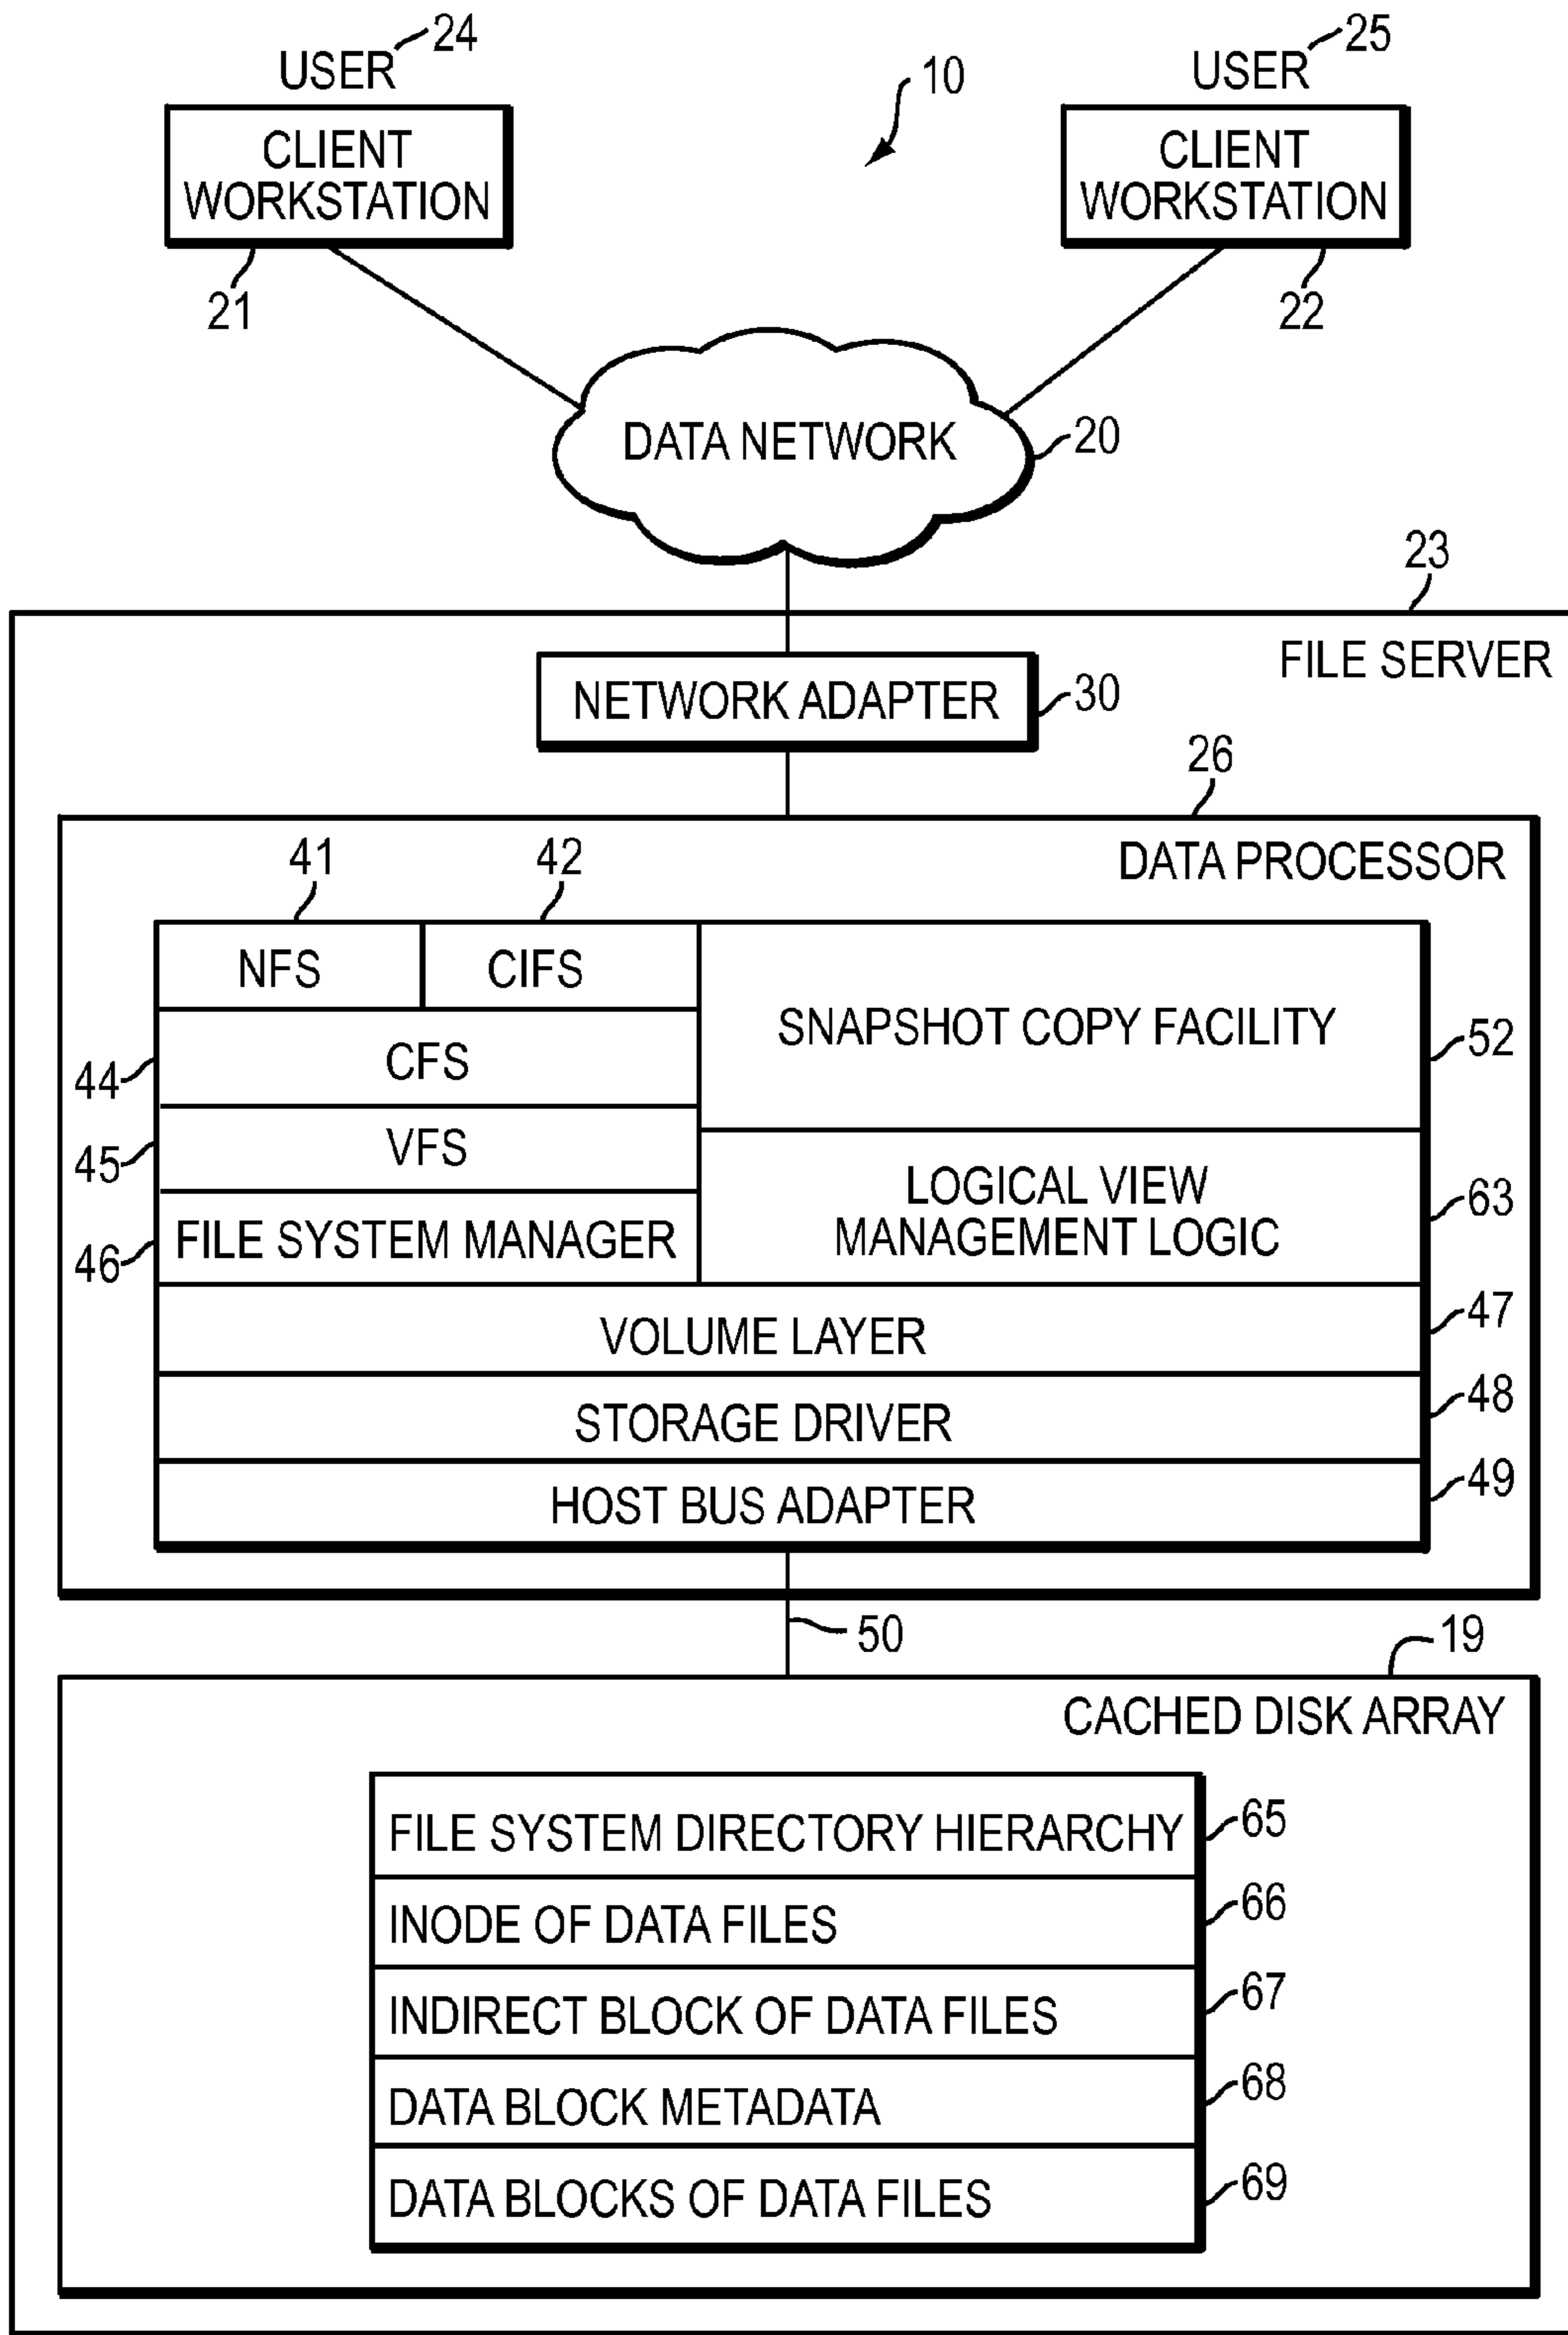 24
USER
25
USER
10
CLIENT
WORKSTATION
CLIENT
WORKSTATION
21
22
DATA NETWORK
20
23
FILE SERVER
NETWORK ADAPTER
30
26
DATA PROCESSOR
41
42
NFS
CIFS
SNAPSHOT COPY FACILITY
52
44
CFS
45
VFS
LOGICAL VIEW
MANAGEMENT LOGIC
63
46
FILE SYSTEM MANAGER
VOLUME LAYER
47
STORAGE DRIVER
48
HOST BUS ADAPTER
49
50
19
CACHED DISK ARRAY
FILE SYSTEM DIRECTORY HIERARCHY
65
INODE OF DATA FILES
66
INDIRECT BLOCK OF DATA FILES
67
DATA BLOCK METADATA
68
DATA BLOCKS OF DATA FILES
69